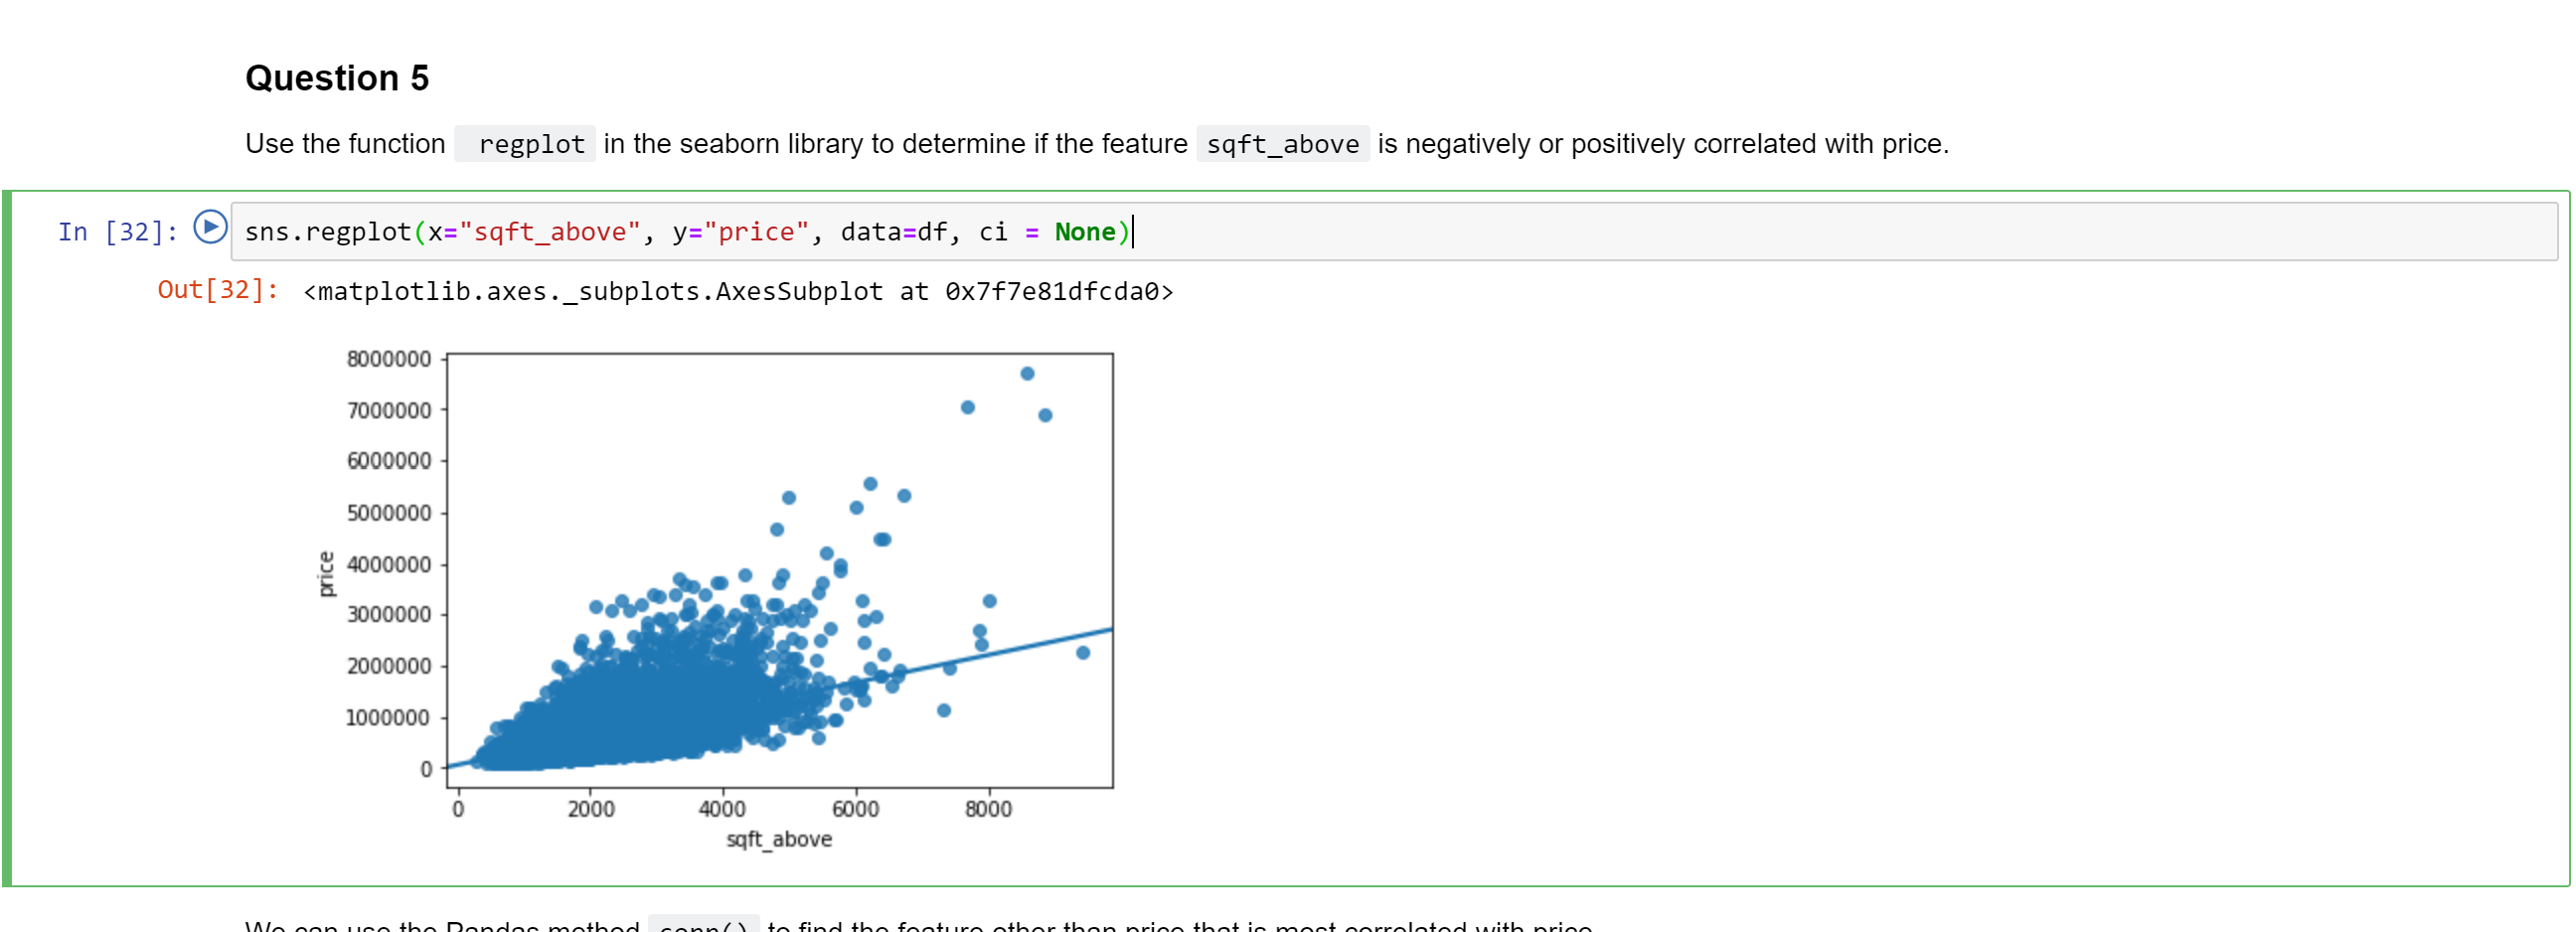 Question 5
Use the function regplot in the seaborn library to determine if the feature sqft_above is negatively or positively correlated with price.
In [32]: sns.regplot(x="sqft_above", y="price", data=df, ci = None)
Out[32]: <matplotlib.axes._subplots.AxesSubplot at 0x7f7e81dfcda0>
8000000
7000000
6000000
5000000
4000000
3000000
2000000
1000000
0
price
0 2000 4000 6000 8000
sqft_above
We can use the Pandas method corr() to find the feature other than price that is most correlated with price.